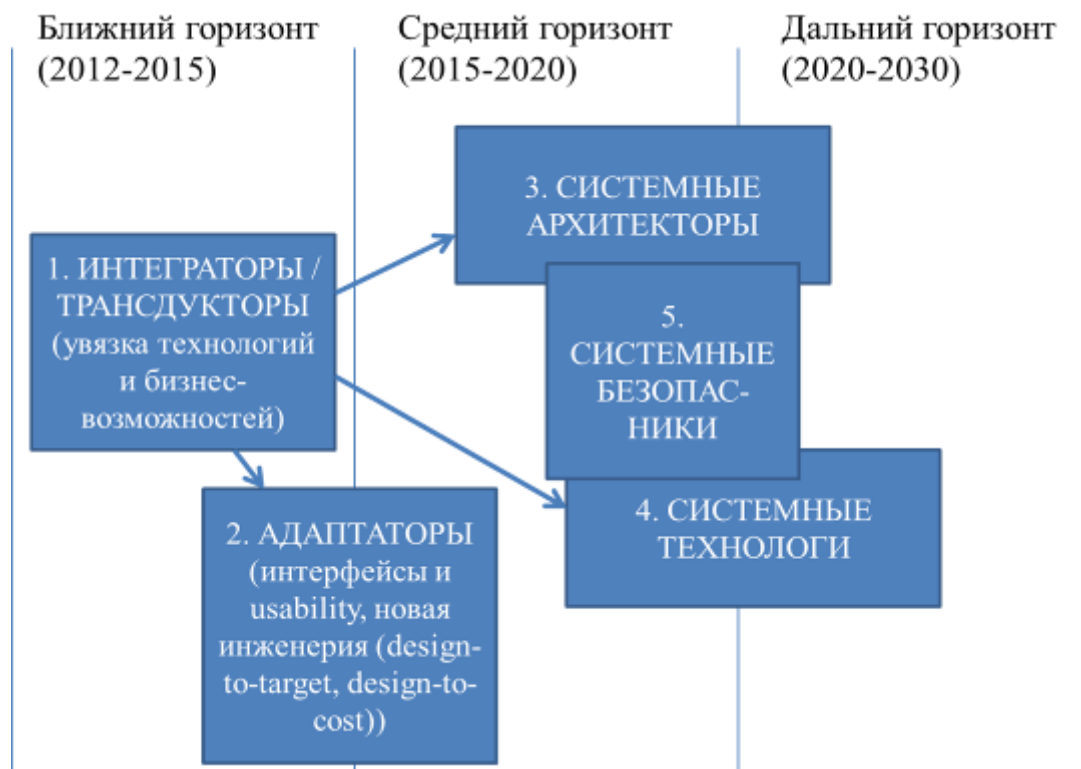 Ближний горизонт
(2012-2015)
Средний горизонт
(2015-2020)
Дальний горизонт
(2020-2030)
3. СИСТЕМНЫЕ
АРХИТЕКТОРЫ
1. ИНТЕГРАТОРЫ /
ТРАНСДУКТОРЫ
(увязка технологий
и бизнес-
возможностей)
5.
СИСТЕМНЫЕ
БЕЗОПАС-
НИКИ
2. АДАПТАТОРЫ
(интерфейсы и
usability, новая
инженерия (design-
to-target, design-to-
cost))
4. СИСТЕМНЫЕ
ТЕХНОЛОГИ